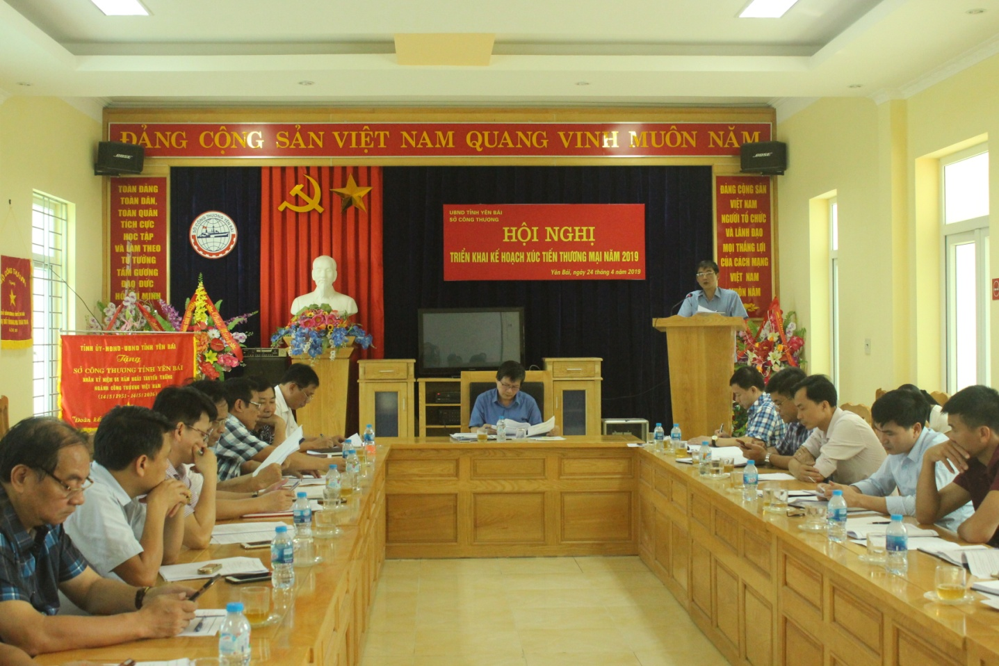 ĐẢNG CỘNG SẢN VIỆT NAM QUANG VINH MUÔN NĂM
BOSE
BOSE
TOÀN ĐẢNG
TOÀN DÂN,
TOÀN QUÂN
TÍCH CỰC
HỌC TẬP
VÀ LÀM THEO
TƯ TƯỞNG
TẤM GƯƠNG
ĐẠO ĐỨC
HỒ CHÍ MINH
SỞ CÔNG THƯƠNG YÊN BÁI
UBND TỈNH YÊN BÁI
SỞ CÔNG THƯƠNG
HỘI NGHỊ
TRIỂN KHAI KẾ HOẠCH XÚC TIẾN THƯƠNG MẠI NĂM 2019
Yên Bái, ngày 24 tháng 4 năm 2019
ĐẢNG CỘNG SẢN
VIỆT NAM
NGƯỜI TỔ CHỨC
VÀ LÃNH ĐẠO
MỌI THẮNG LỢI
CỦA CÁCH MẠNG
VIỆT NAM
MUÔN NĂM
TỈNH ỦY-HĐND-UBND TỈNH YÊN BÁI
Tặng
SỞ CÔNG THƯƠNG TỈNH YÊN BÁI
NHÂN KỶ NIỆM 65 NĂM NGÀY TRUYỀN THỐNG
NGÀNH CÔNG THƯƠNG VIỆT NAM
(14/5/1951-14/5/2016)
"Đoàn kết